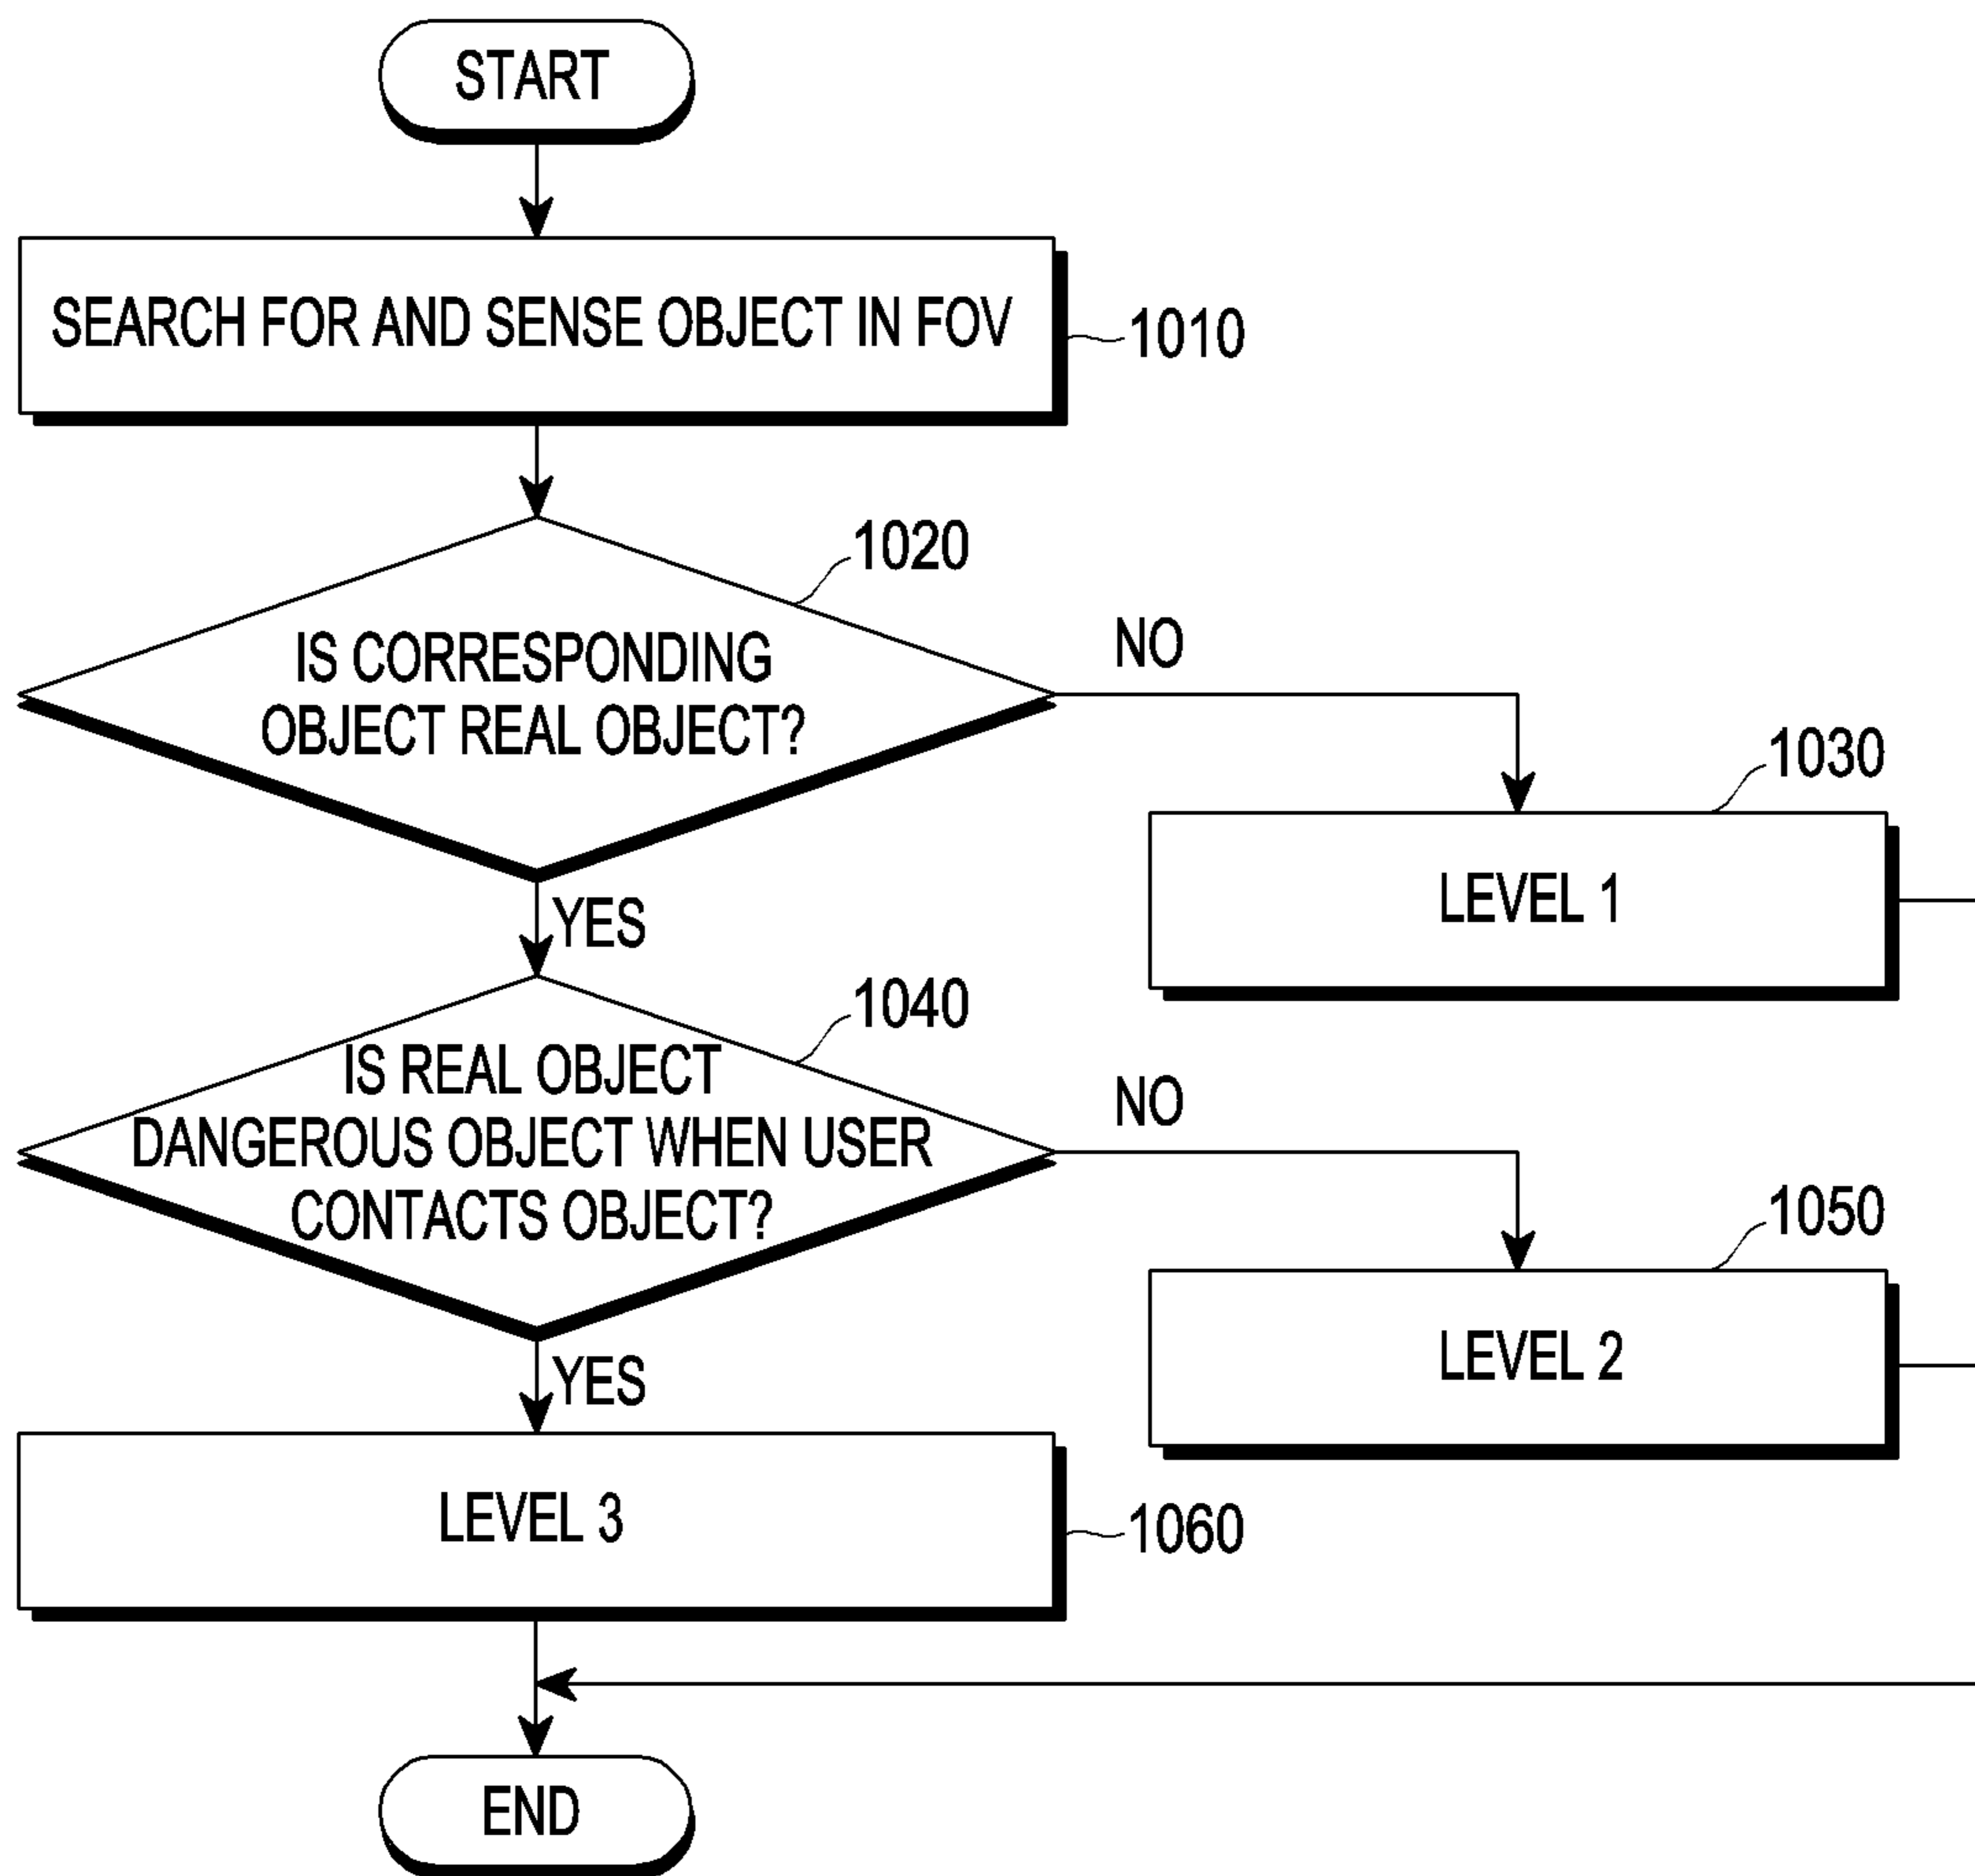 START
SEARCH FOR AND SENSE OBJECT IN FOV
1010
1020
IS CORRESPONDING
OBJECT REAL OBJECT?
NO
1030
LEVEL 1
YES
1040
IS REAL OBJECT
DANGEROUS OBJECT WHEN USER
CONTACTS OBJECT?
NO
1050
LEVEL 2
YES
LEVEL 3
1060
END